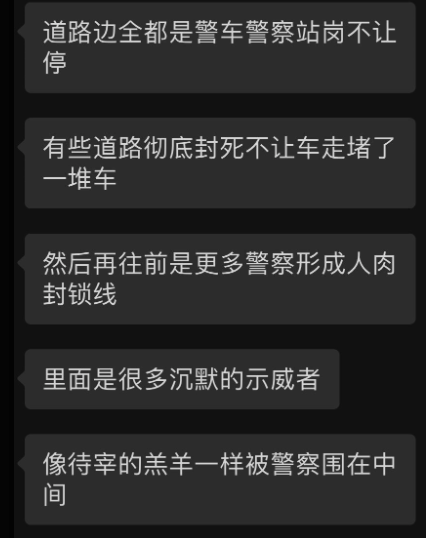 道路边全都是警车警察站岗不让
停
有些道路彻底封死不让车走堵了
一堆车
然后再往前是更多警察形成人肉
封锁线
里面是很多沉默的示威者
像待宰的羔羊一样被警察围在中
间